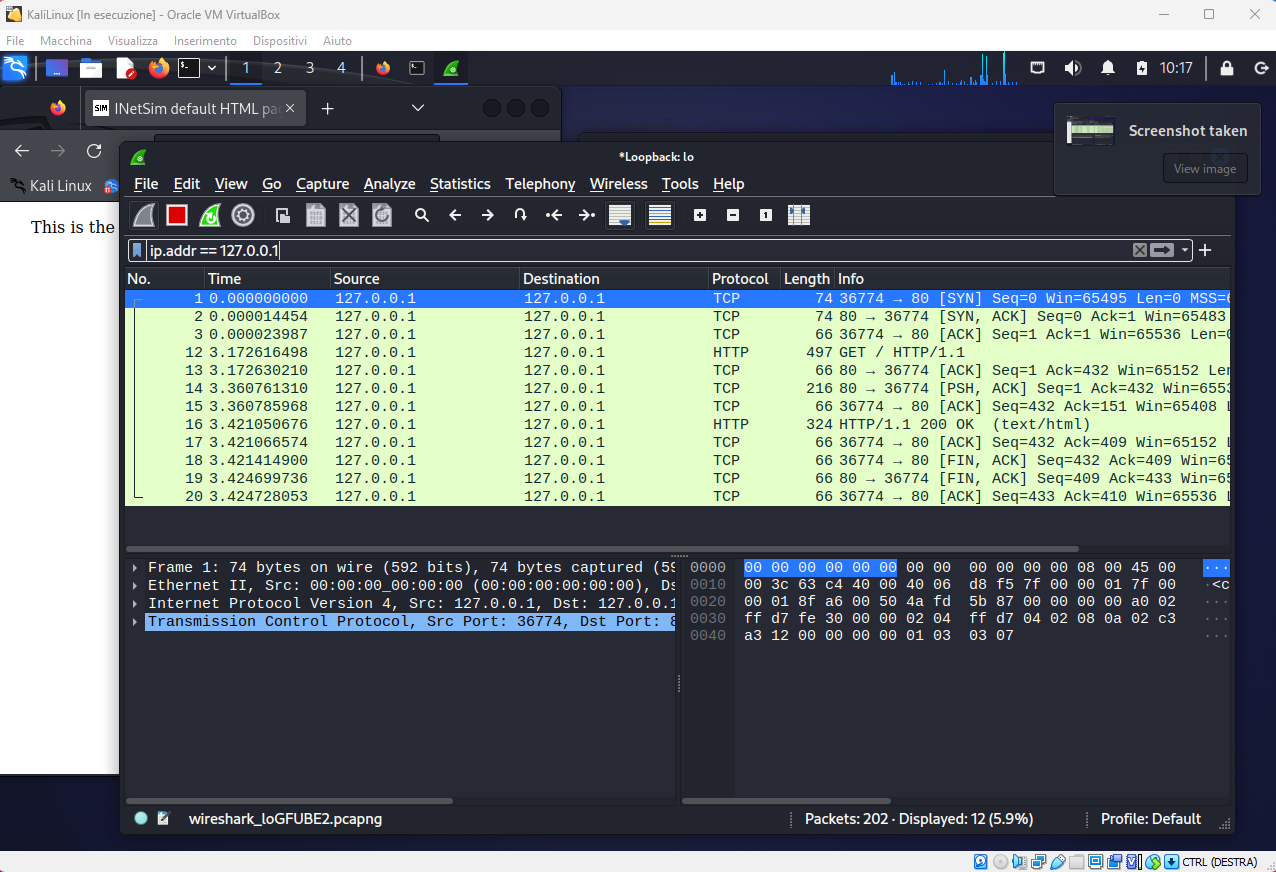 KaliLinux [In esecuzione] - Oracle VM VirtualBox
File Macchina Visualizza Inserimento Dispositivi Aiuto
1 2 3 4 10:17
SIM INetSim default HTML pa
Screenshot taken
View image
*Loopback: lo
File Edit View Go Capture Analyze Statistics Telephony Wireless Tools Help
Kali Linux
This is the
ip.addr == 127.0.0.1
No. Time Source Destination Protocol Length Info
1 0.000000000 127.0.0.1 127.0.0.1 TCP 74 36774 → 80 [SYN] Seq=0 Win=65495 Len=0 MSS=6
2 0.000014454 127.0.0.1 127.0.0.1 TCP 74 80 → 36774 [SYN, ACK] Seq=0 Ack=1 Win=65483
3 0.000023987 127.0.0.1 127.0.0.1 TCP 66 36774 → 80 [ACK] Seq=1 Ack=1 Win=65536 Len=0
12 3.172616498 127.0.0.1 127.0.0.1 HTTP 497 GET / HTTP/1.1
13 3.172630210 127.0.0.1 127.0.0.1 TCP 66 80 → 36774 [ACK] Seq=1 Ack=432 Win=65152 Len
14 3.360761310 127.0.0.1 127.0.0.1 TCP 216 80 → 36774 [PSH, ACK] Seq=1 Ack=432 Win=6553
15 3.360785968 127.0.0.1 127.0.0.1 TCP 66 36774 → 80 [ACK] Seq=432 Ack=151 Win=65408 L
16 3.421050676 127.0.0.1 127.0.0.1 HTTP 324 HTTP/1.1 200 OK (text/html)
17 3.421066574 127.0.0.1 127.0.0.1 TCP 66 36774 → 80 [ACK] Seq=432 Ack=409 Win=65152 L
18 3.421414900 127.0.0.1 127.0.0.1 TCP 66 36774 → 80 [FIN, ACK] Seq=432 Ack=409 Win=65
19 3.424699736 127.0.0.1 127.0.0.1 TCP 66 80 → 36774 [FIN, ACK] Seq=409 Ack=433 Win=65
20 3.424728053 127.0.0.1 127.0.0.1 TCP 66 36774 → 80 [ACK] Seq=433 Ack=410 Win=65536 L
Frame 1: 74 bytes on wire (592 bits), 74 bytes captured (59
Ethernet II, Src: 00:00:00_00:00:00 (00:00:00:00:00:00), Ds
Internet Protocol Version 4, Src: 127.0.0.1, Dst: 127.0.0.1
Transmission Control Protocol, Src Port: 36774, Dst Port: 8
0000 00 00 00 00 00 00 00 00 00 00 00 00 08 00 45 00 ···
0010 00 3c 63 c4 40 00 40 06 d8 f5 7f 00 00 01 7f 00 ·<c
0020 00 01 8f a6 00 50 4a fd 5b 87 00 00 00 00 a0 02 ···
0030 ff d7 fe 30 00 00 02 04 ff d7 04 02 08 0a 02 c3 ···
0040 a3 12 00 00 00 00 01 03 03 07 ···
wireshark_loGFUBE2.pcapng
Packets: 202 · Displayed: 12 (5.9%)
Profile: Default
CTRL (DESTRA)